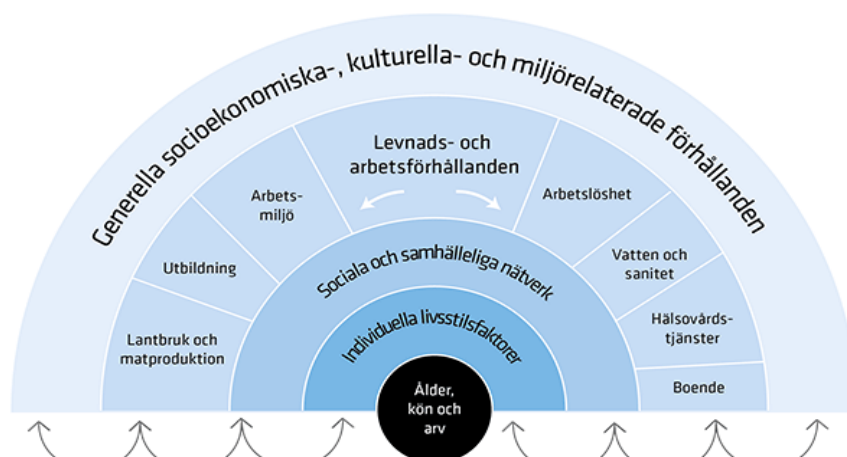 Generella socioekonomiska-, kulturella- och miljörelaterade förhållanden
Levnads- och
arbetsförhållanden
Arbets-
miljö
Arbetslöshet
Utbildning
Vatten och
sanitet
Lantbruk och
matproduktion
Hälsovårds-
tjänster
Boende
Sociala och samhälleliga nätverk
Individuella livsstilsfaktorer
Ålder,
kön och
arv